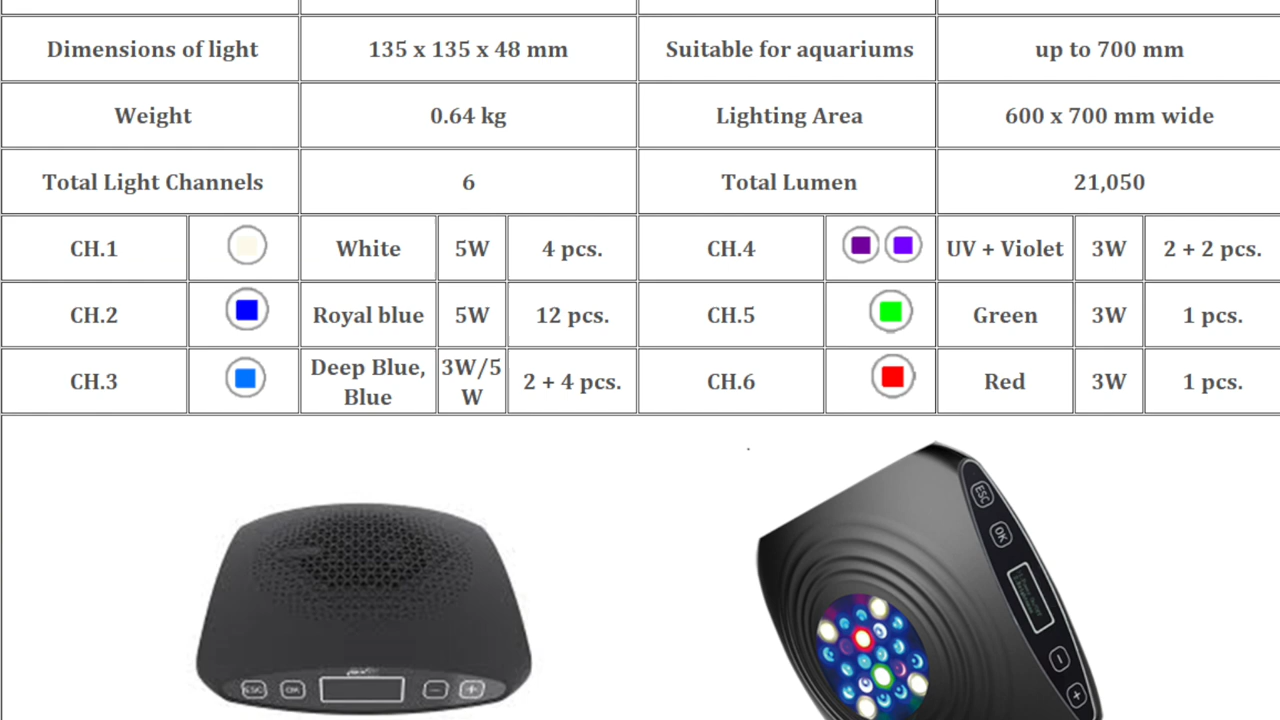 Dimensions of light 135 x 135 x 48 mm Suitable for aquariums up to 700 mm
Weight 0.64 kg Lighting Area 600 x 700 mm wide
Total Light Channels 6 Total Lumen 21,050
CH.1 White 5W 4 pcs. CH.4 UV + Violet 3W 2 + 2 pcs.
CH.2 Royal blue 5W 12 pcs. CH.5 Green 3W 1 pcs.
CH.3 Deep Blue, Blue 3W/5 W 2 + 4 pcs. CH.6 Red 3W 1 pcs.
ESC OK − +
ESC
OK
−
+